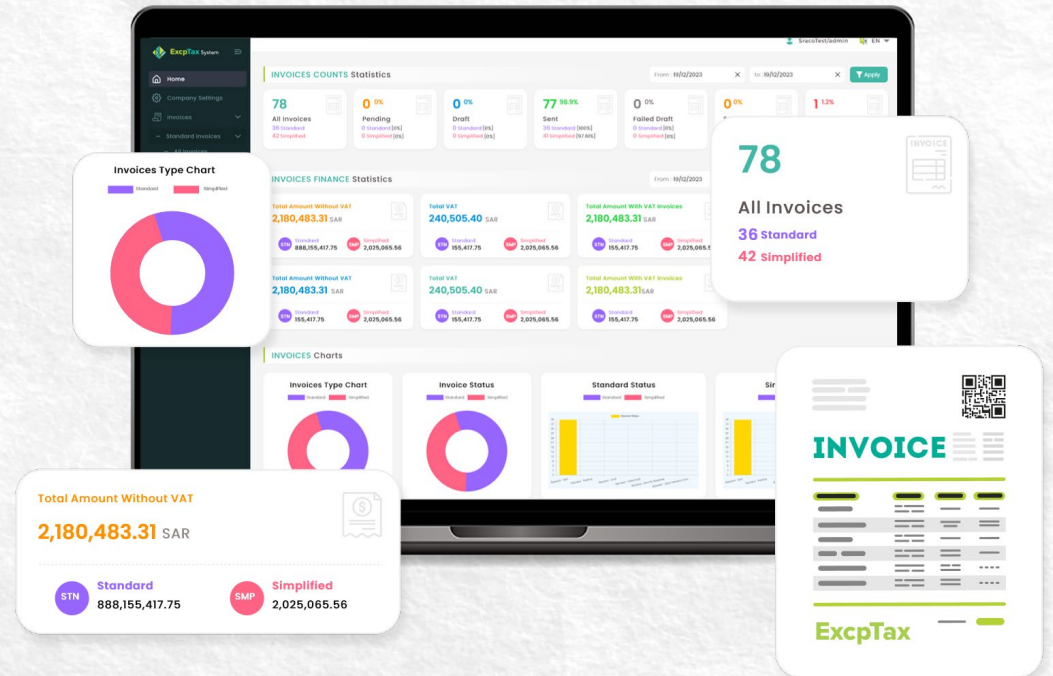 ExcpTax System
SracoTest/admin EN
Home
Company Settings
Invoices
Standard Invoices
All Invoices
INVOICES COUNTS Statistics
From: 19/12/2023 X to: 19/12/2023 X Apply
78
All Invoices
36 Standard
42 Simplified
0 0%
Pending
0 Standard [0%]
0 Simplified [0%]
0 0%
Draft
0 Standard [0%]
0 Simplified [0%]
77 98.9%
Sent
36 Standard [100%]
41 Simplified [97.619%]
0 0%
Failed Draft
0 Standard [0%]
0 Simplified [0%]
0 0%
1 1.2%
INVOICE
78
All Invoices
36 Standard
42 Simplified
Invoices Type Chart
Standard Simplified
INVOICES FINANCE Statistics
From: 19/12/2023
Total Amount Without VAT
2,180,483.31 SAR
STN Standard
888,155,417.75
SMP Simplified
2,025,065.56
Total VAT
240,505.40 SAR
STN Standard
155,417.75
SMP Simplified
2,025,065.56
Total Amount With VAT Invoices
2,180,483.31 SAR
STN Standard
155,417.75
SMP Simplified
2,025,065.5
Total Amount Without VAT
2,180,483.31 SAR
STN Standard
155,417.75
SMP Simplified
2,025,065.56
Total VAT
240,505.40 SAR
STN Standard
155,417.75
SMP Simplified
2,025,065.56
Total Amount With VAT Invoices
2,180,483.31SAR
STN Standard
155,417.75
SMP Simplified
2,025,065.56
INVOICES Charts
Invoices Type Chart
Standard Simplified
Invoice Status
Standard Simplified
Standard Status
Standard Simplified
Sir
Total Amount Without VAT
2,180,483.31 SAR
STN Standard
888,155,417.75
SMP Simplified
2,025,065.56
INVOICE
ExcpTax